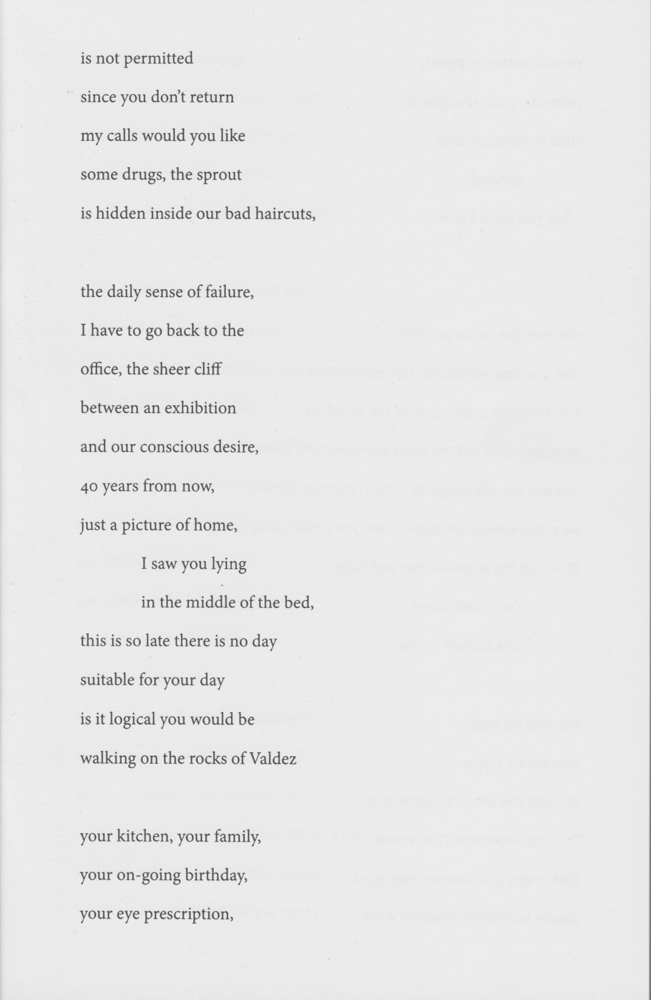 is not permitted
since you don't return
my calls would you like
some drugs, the sprout
is hidden inside our bad haircuts,
the daily sense of failure,
I have to go back to the
office, the sheer cliff
between an exhibition
and our conscious desire,
40 years from now,
just a picture of home,
I saw you lying
in the middle of the bed,
this is so late there is no day
suitable for your day
is it logical you would be
walking on the rocks of Valdez
your kitchen, your family,
your on-going birthday,
your eye prescription,